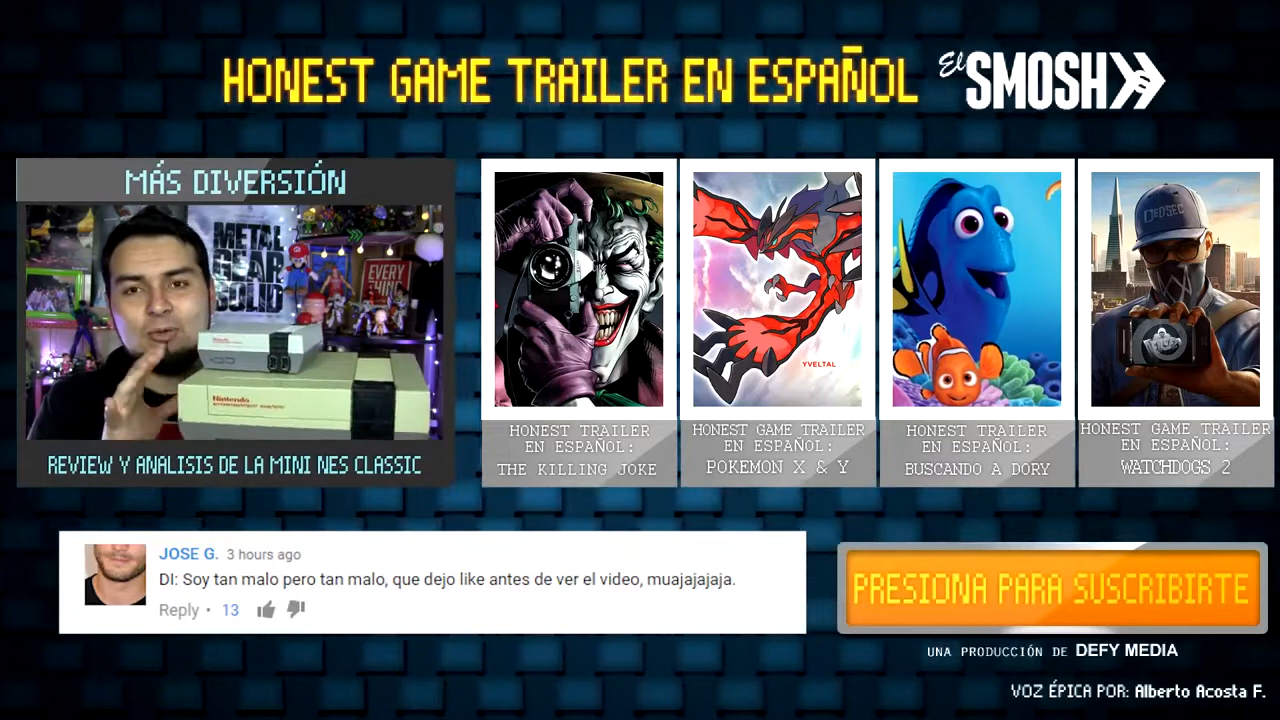 HONEST GAME TRAILER EN ESPAÑOL
El SMOSH
MÁS DIVERSIÓN
METAL
GEAR
SOLID
EVERY
THING
Nintendo
REVIEW Y ANALISIS DE LA MINI NES CLASSIC
HONEST TRAILER
EN ESPAÑOL:
THE KILLING JOKE
YVELTAL
HONEST GAME TRAILER
EN ESPAÑOL:
POKEMON X & Y
HONEST TRAILER
EN ESPAÑOL:
BUSCANDO A DORY
DEDSEC
HONEST GAME TRAILER
EN ESPAÑOL:
WATCHDOGS 2
JOSE G. 3 hours ago
DI: Soy tan malo pero tan malo, que dejo like antes de ver el video, muajajajaja.
Reply • 13
PRESIONA PARA SUSCRIBIRTE
UNA PRODUCCIÓN DE DEFY MEDIA
VOZ ÉPICA POR: Alberto Acosta F.